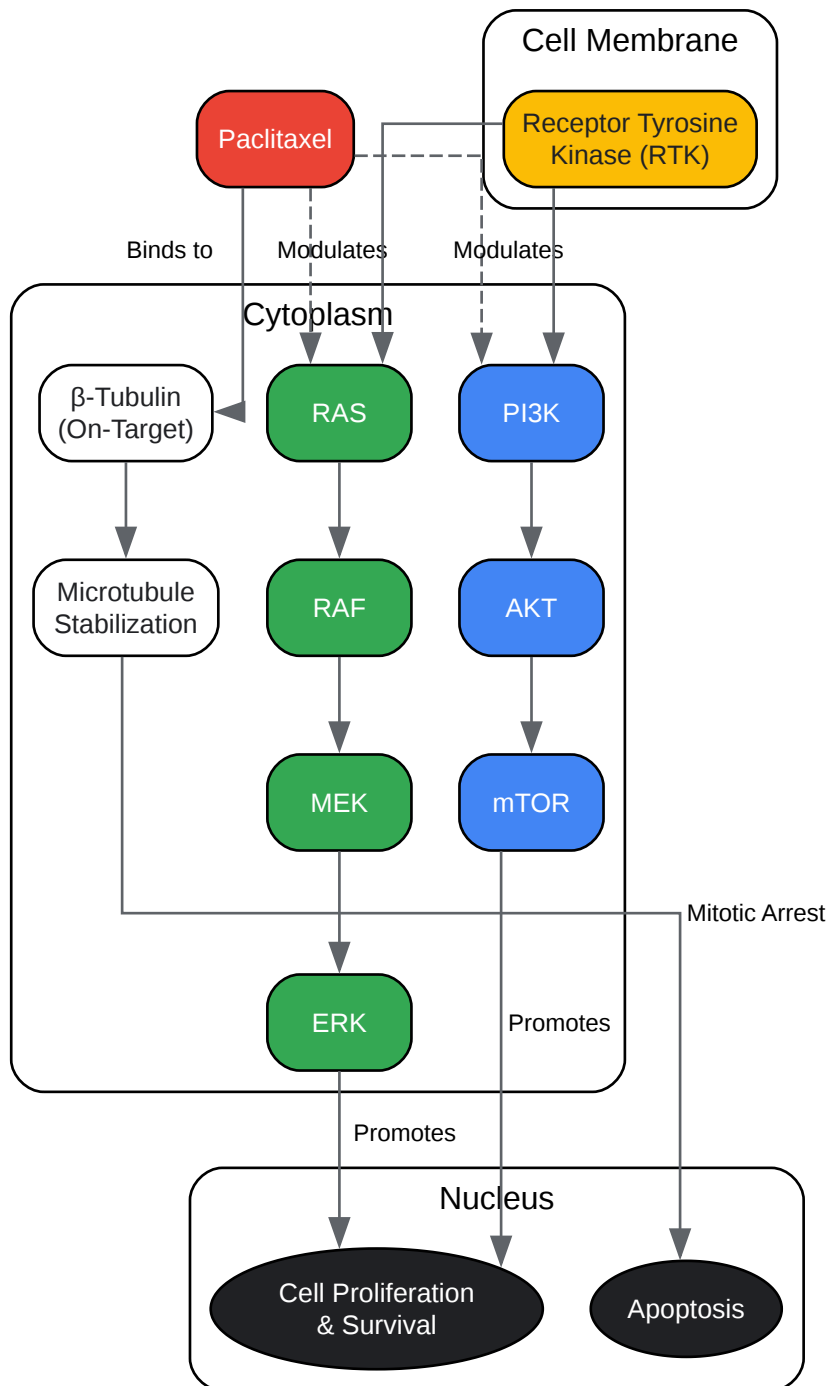 Cell Membrane
Paclitaxel
Receptor Tyrosine
Kinase (RTK)
Binds to
Modulates
Modulates
Cytoplasm
β-Tubulin
(On-Target)
RAS
PI3K
Microtubule
Stabilization
RAF
AKT
MEK
mTOR
Mitotic Arrest
ERK
Promotes
Promotes
Nucleus
Cell Proliferation
& Survival
Apoptosis